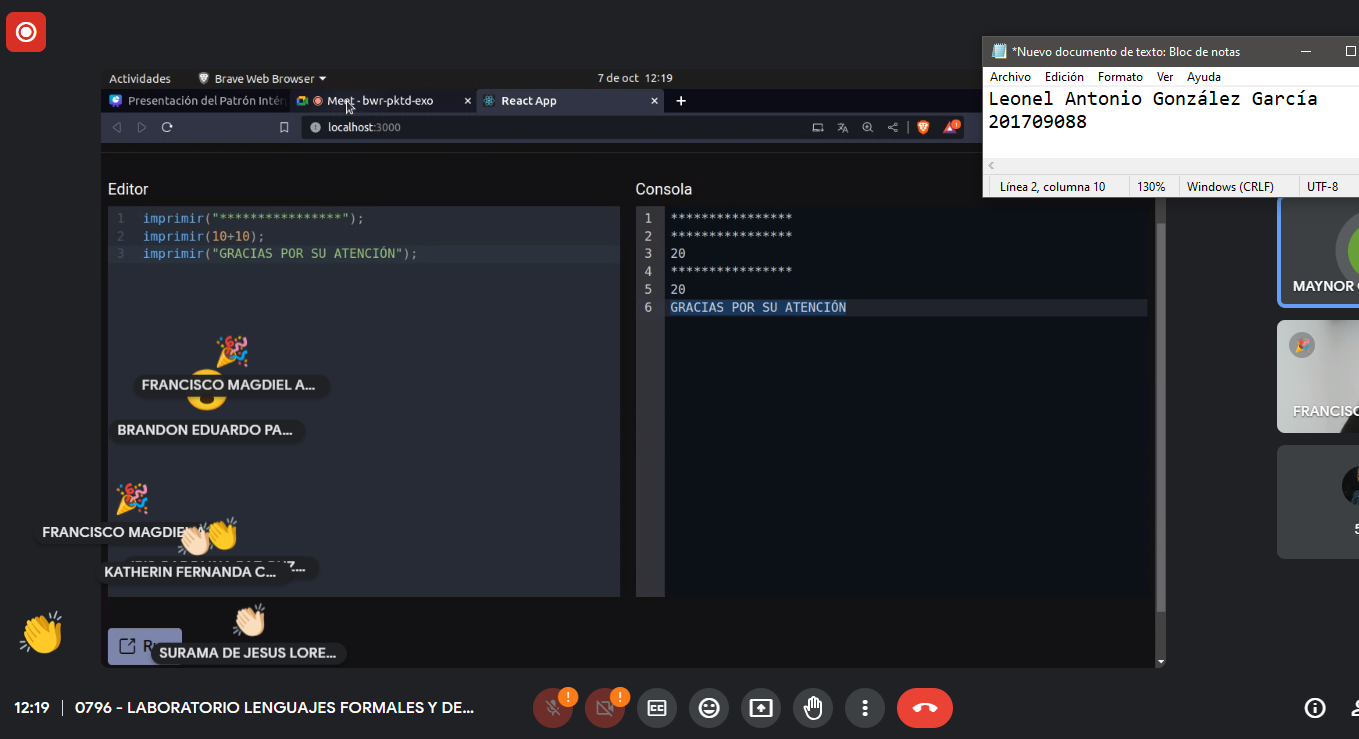 *Nuevo documento de texto: Bloc de notas
Archivo Edición Formato Ver Ayuda
Leonel Antonio González García
201709088
Línea 2, columna 10 130% Windows (CRLF) UTF-8
Actividades Brave Web Browser 7 de oct 12:19
Presentación del Patrón Intér
Meet - bwr-pktd-exo
React App
localhost:3000
Editor
1 imprimir("****************");
2 imprimir(10+10);
3 imprimir("GRACIAS POR SU ATENCIÓN");
Consola
1 ****************
2 ****************
3 20
4 ****************
5 20
6 GRACIAS POR SU ATENCIÓN
FRANCISCO MAGDIEL A...
BRANDON EDUARDO PA...
FRANCISCO MAGDIEL A
KATHERIN FERNANDA C...
SURAMA DE JESUS LORE...
MAYNOR
FRANCISC
5
12:19 | 0796 - LABORATORIO LENGUAJES FORMALES Y DE...